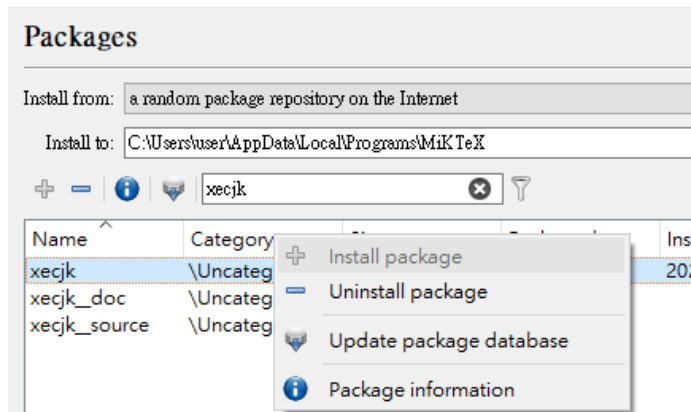 Packages
Install from: a random package repository on the Internet
Install to: C:\Users\user\AppData\Local\Programs\MiKTeX
xecjk
Name Category Ins
xecjk \Uncateg 202
xecjk_doc \Uncateg
xecjk_source \Uncateg
Install package
Uninstall package
Update package database
Package information